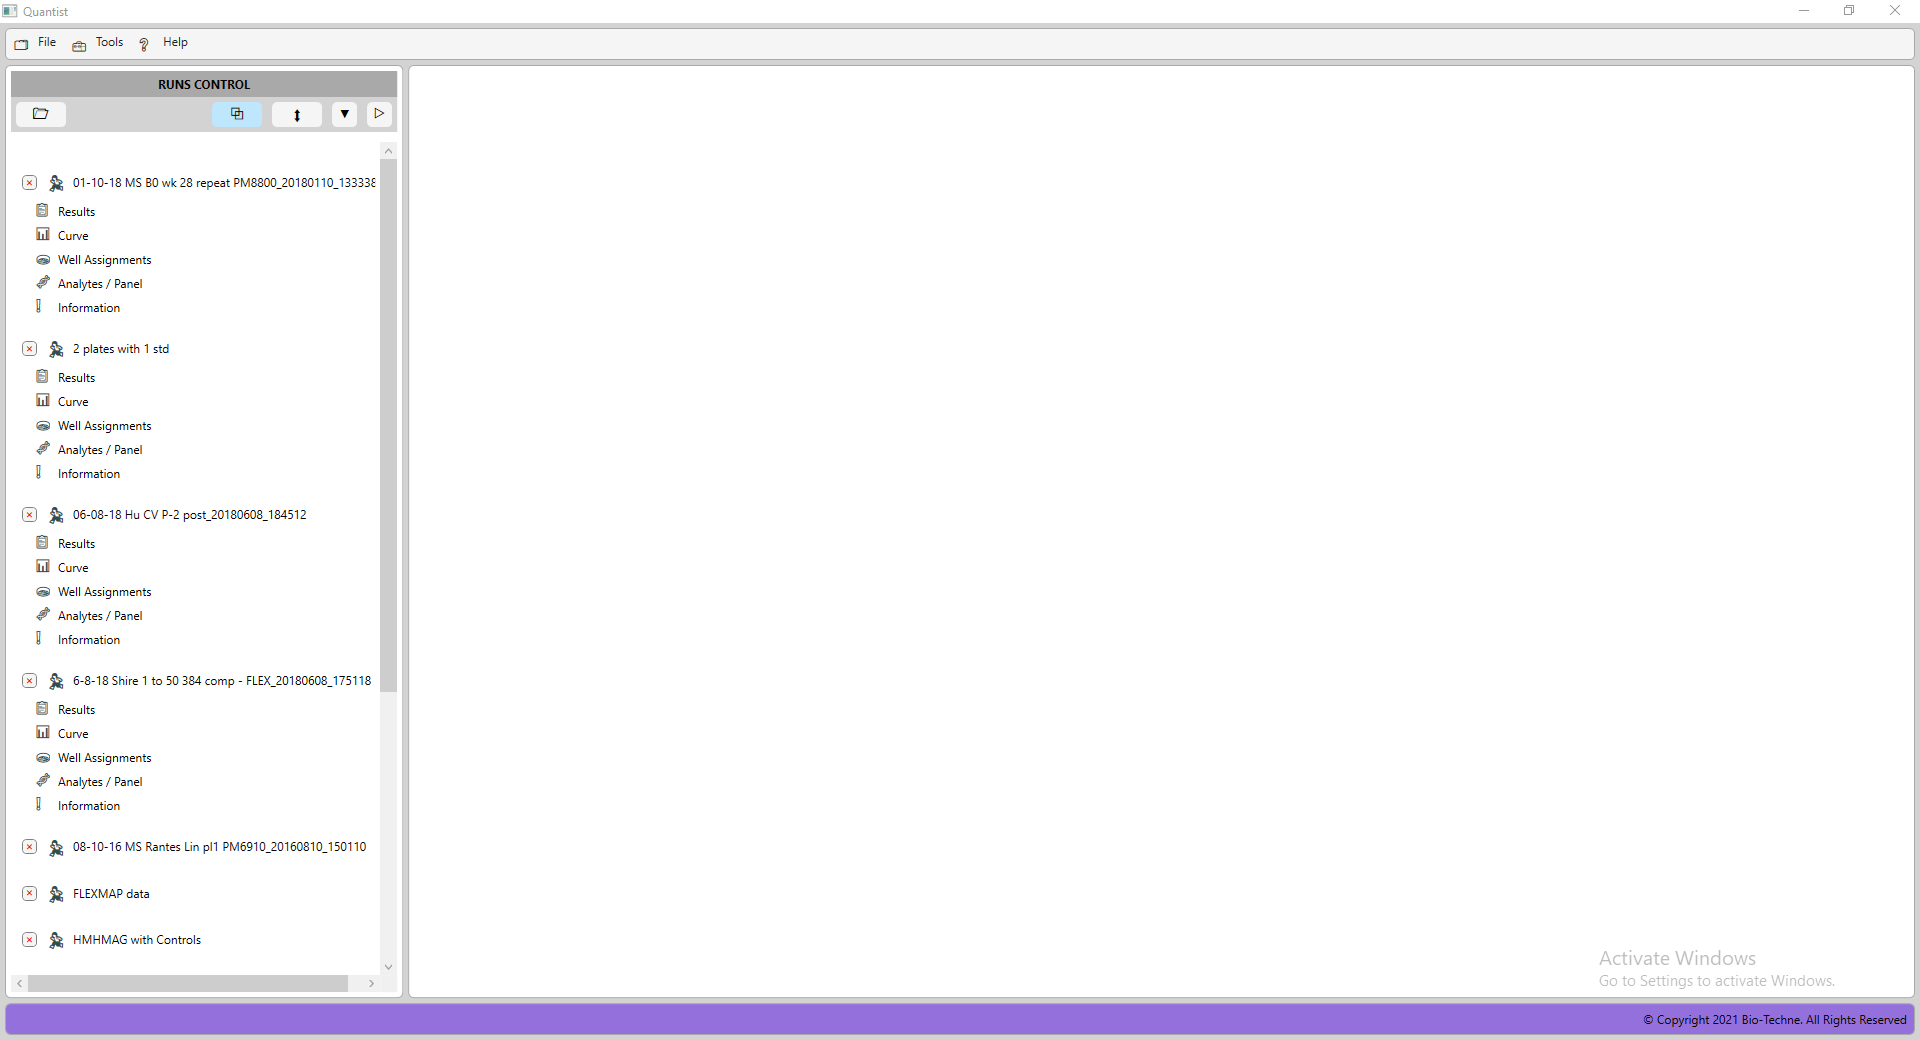 Quantist
File Tools Help
RUNS CONTROL
01-10-18 MS B0 wk 28 repeat PM8800_20180110_133338
Results
Curve
Well Assignments
Analytes / Panel
Information
2 plates with 1 std
Results
Curve
Well Assignments
Analytes / Panel
Information
06-08-18 Hu CV P-2 post_20180608_184512
Results
Curve
Well Assignments
Analytes / Panel
Information
6-8-18 Shire 1 to 50 384 comp - FLEX_20180608_175118
Results
Curve
Well Assignments
Analytes / Panel
Information
08-10-16 MS Rantes Lin pl1 PM6910_20160810_150110
FLEXMAP data
HMHMAG with Controls
Activate Windows
Go to Settings to activate Windows.
© Copyright 2021 Bio-Techne. All Rights Reserved